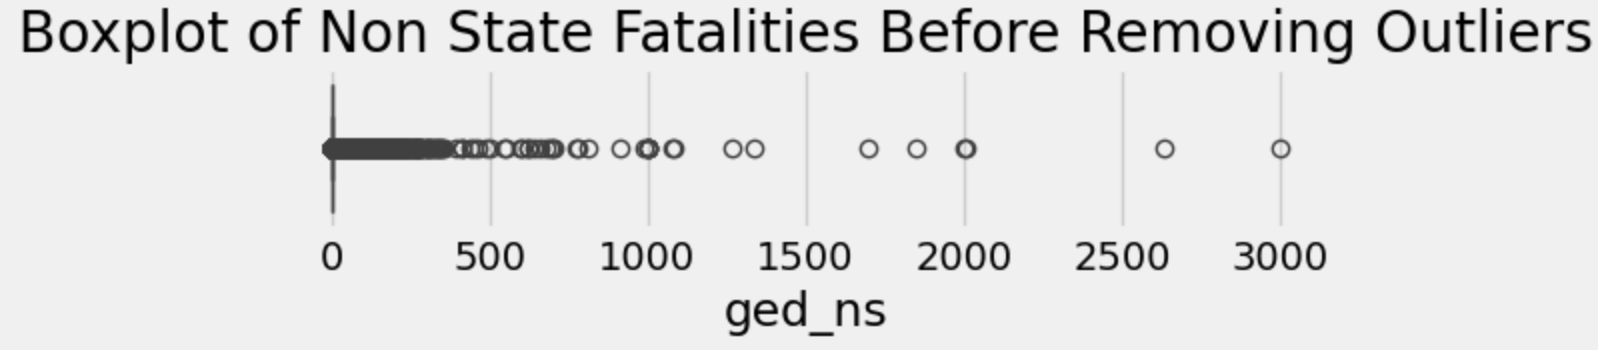 Boxplot of Non State Fatalities Before Removing Outliers
0 500 1000 1500 2000 2500 3000
ged_ns